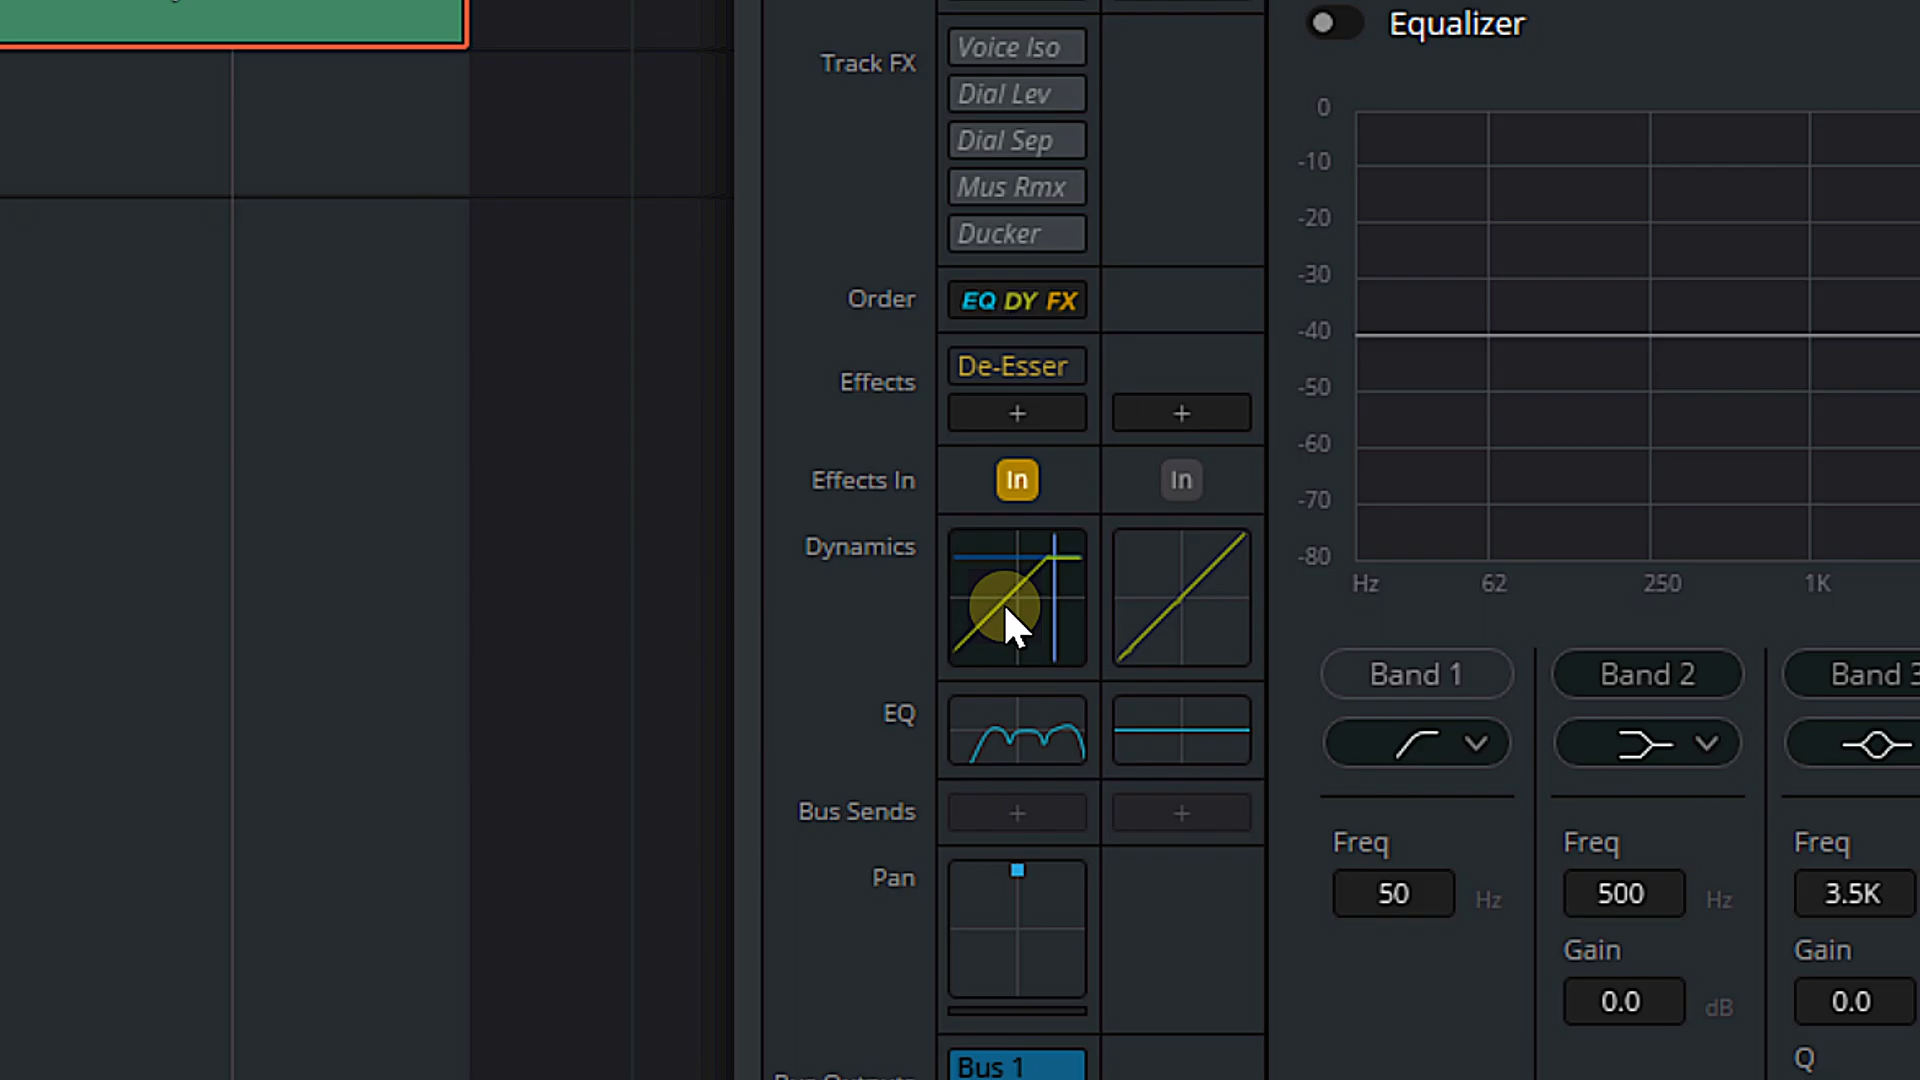 Track FX
Voice Iso
Dial Lev
Dial Sep
Mus Rmx
Ducker
Order
EQ DY FX
Effects
De-Esser
+
+
Effects In
In
In
Dynamics
EQ
Bus Sends
+
+
Pan
Bus 1
Equalizer
0
-10
-20
-30
-40
-50
-60
-70
-80
Hz 62 250 1K
Band 1
Band 2
Band 3
Freq
50 Hz
Freq
500 Hz
Gain
0.0 dB
Freq
3.5K
Gain
0.0
Q